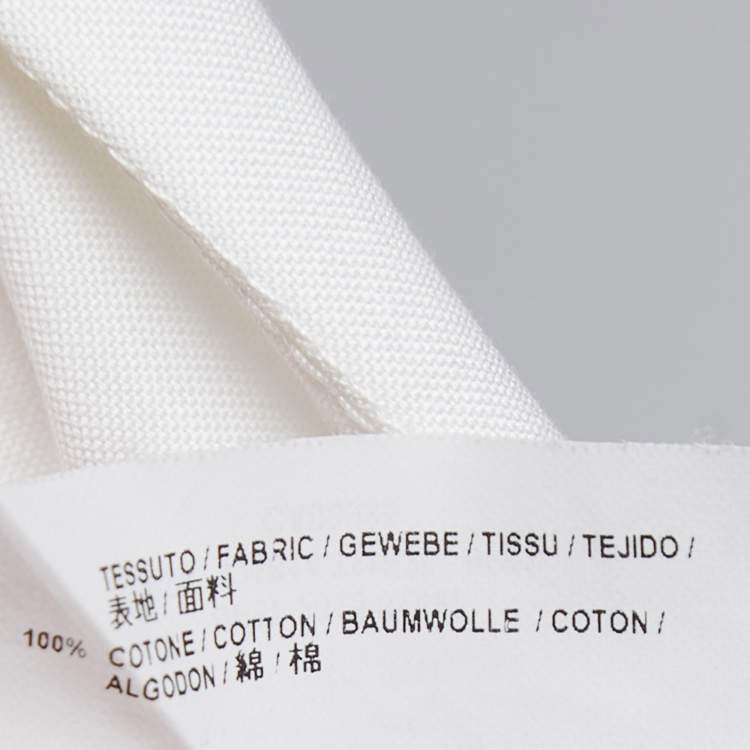 TESSUTO / FABRIC / GEWEBE / TISSU / TEJIDO /
表地 / 面料
100% COTONE / COTTON / BAUMWOLLE / COTON /
ALGODON / 綿 / 棉